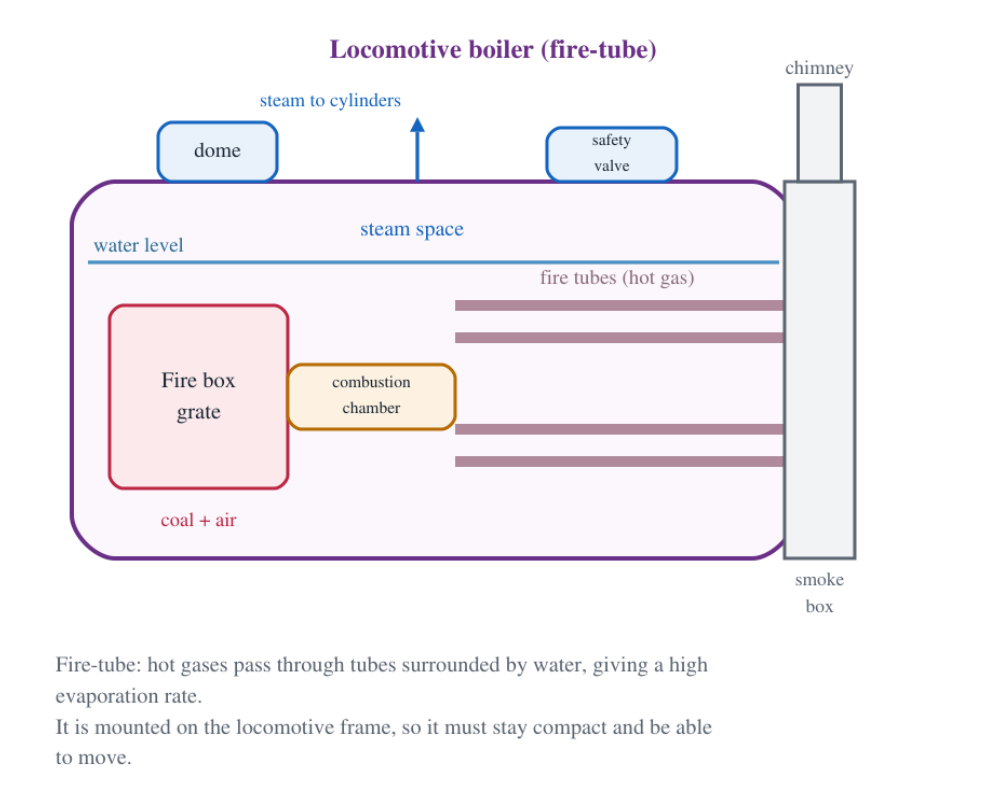 Locomotive boiler (fire-tube)
chimney
steam to cylinders
dome
safety
valve
steam space
water level
fire tubes (hot gas)
Fire box
grate
combustion
chamber
coal + air
smoke
box
Fire-tube: hot gases pass through tubes surrounded by water, giving a high
evaporation rate.
It is mounted on the locomotive frame, so it must stay compact and be able
to move.